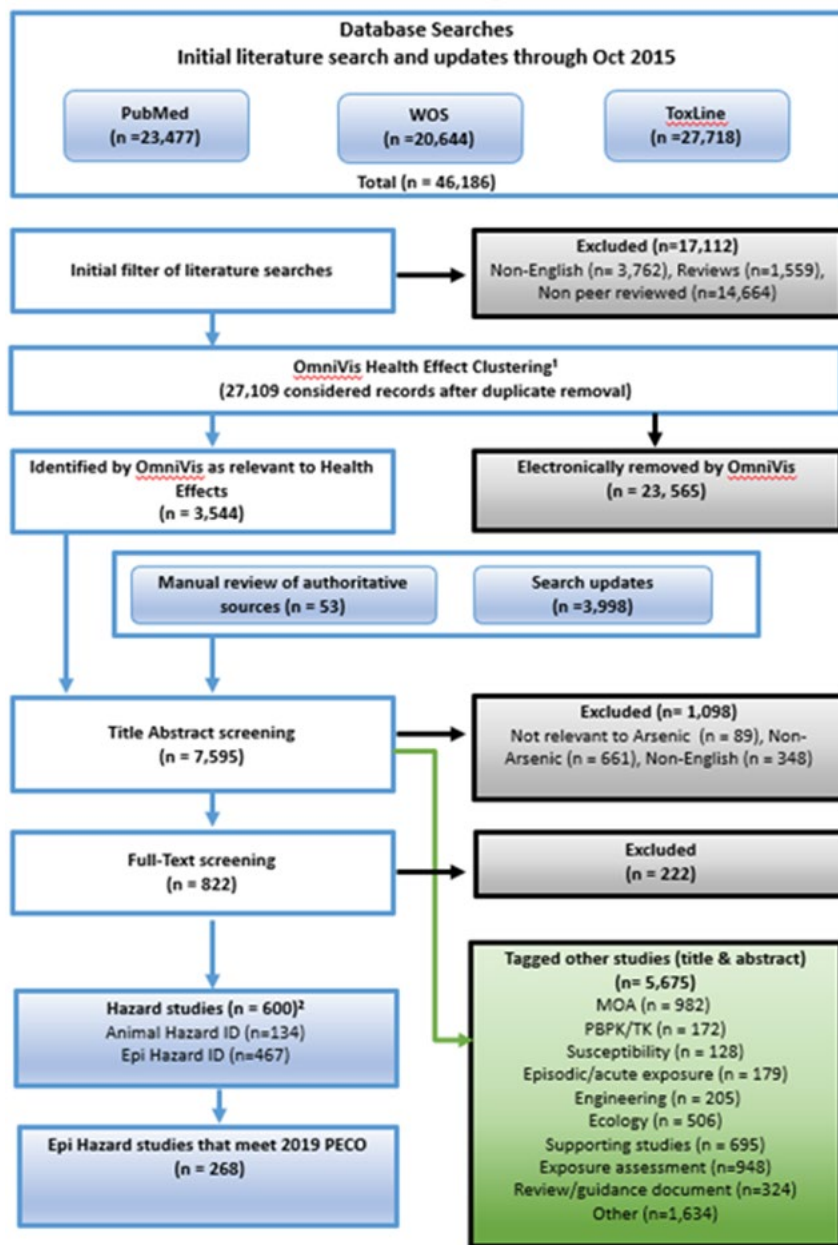 Database Searches
Initial literature search and updates through Oct 2015
PubMed
(n =23,477)
WOS
(n =20,644)
ToxLine
(n =27,718)
Total (n = 46,186)
Initial filter of literature searches
Excluded (n=17,112)
Non-English (n= 3,762), Reviews (n=1,559),
Non peer reviewed (n=14,664)
OmniVis Health Effect Clustering¹
(27,109 considered records after duplicate removal)
Identified by OmniVis as relevant to Health
Effects
(n = 3,544)
Electronically removed by OmniVis
(n = 23, 565)
Manual review of authoritative
sources (n = 53)
Search updates
(n =3,998)
Title Abstract screening
(n = 7,595)
Excluded (n= 1,098)
Not relevant to Arsenic (n = 89), Non-
Arsenic (n = 661), Non-English (n = 348)
Full-Text screening
(n = 822)
Excluded
(n = 222)
Hazard studies (n = 600)²
Animal Hazard ID (n=134)
Epi Hazard ID (n=467)
Epi Hazard studies that meet 2019 PECO
(n = 268)
Tagged other studies (title & abstract)
(n= 5,675)
MOA (n = 982)
PBPK/TK (n = 172)
Susceptibility (n = 128)
Episodic/acute exposure (n = 179)
Engineering (n = 205)
Ecology (n = 506)
Supporting studies (n = 695)
Exposure assessment (n=948)
Review/guidance document (n=324)
Other (n=1,634)